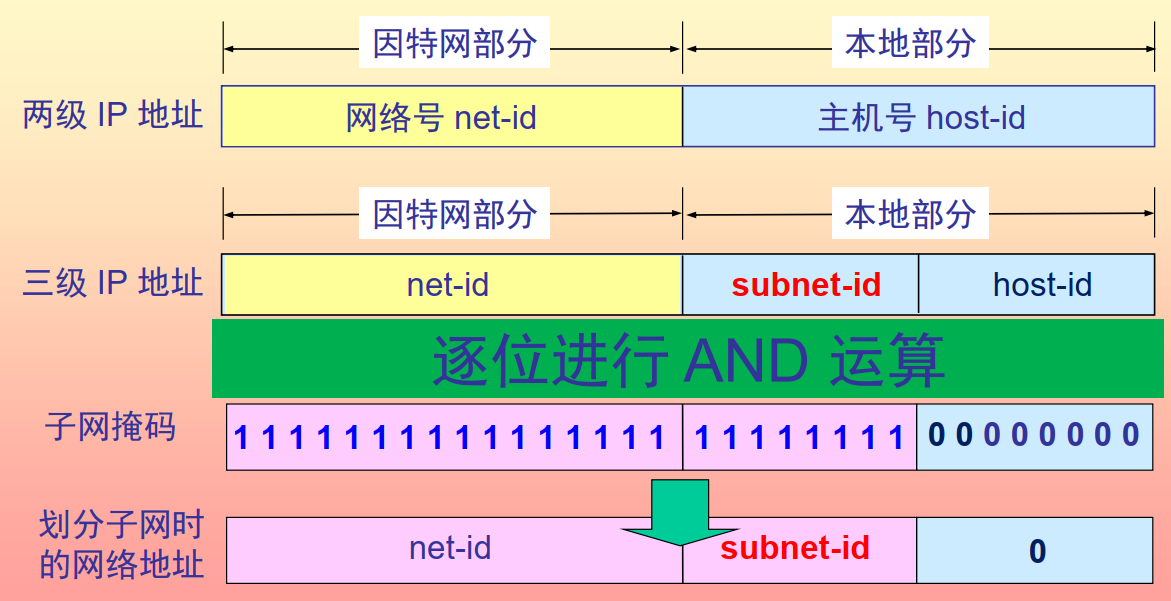 因特网部分 本地部分
两级 IP 地址 网络号 net-id 主机号 host-id
因特网部分 本地部分
三级 IP 地址 net-id subnet-id host-id
逐位进行 AND 运算
子网掩码 1 1 1 1 1 1 1 1 1 1 1 1 1 1 1 1 1 1 1 1 1 1 1 1 0 0 0 0 0 0 0 0
划分子网时
的网络地址 net-id subnet-id 0